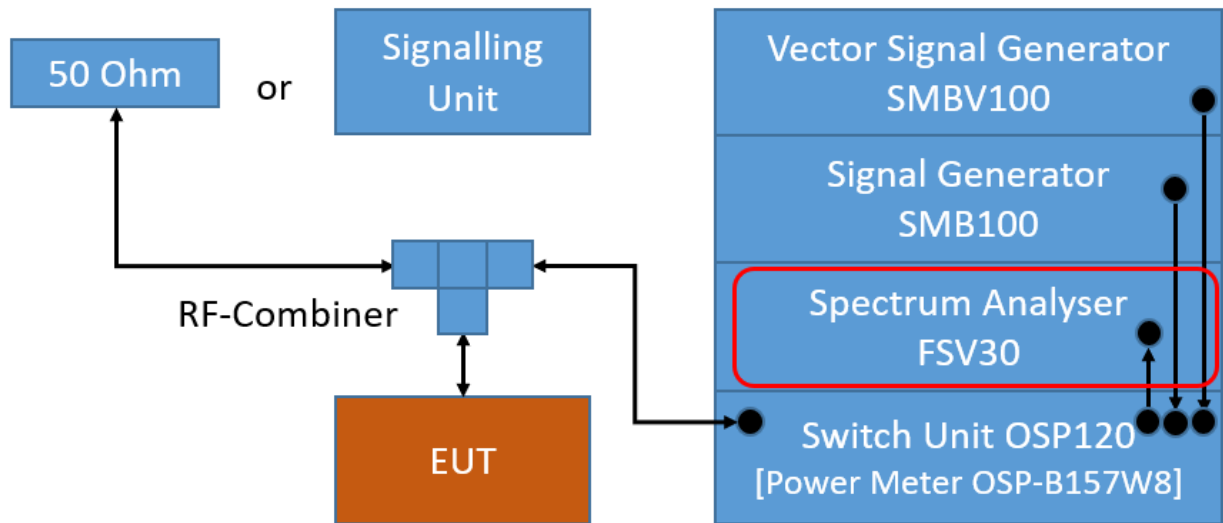 50 Ohm
or
Signalling
Unit
RF-Combiner
EUT
Vector Signal Generator
SMBV100
Signal Generator
SMB100
Spectrum Analyser
FSV30
Switch Unit OSP120
[Power Meter OSP-B157W8]